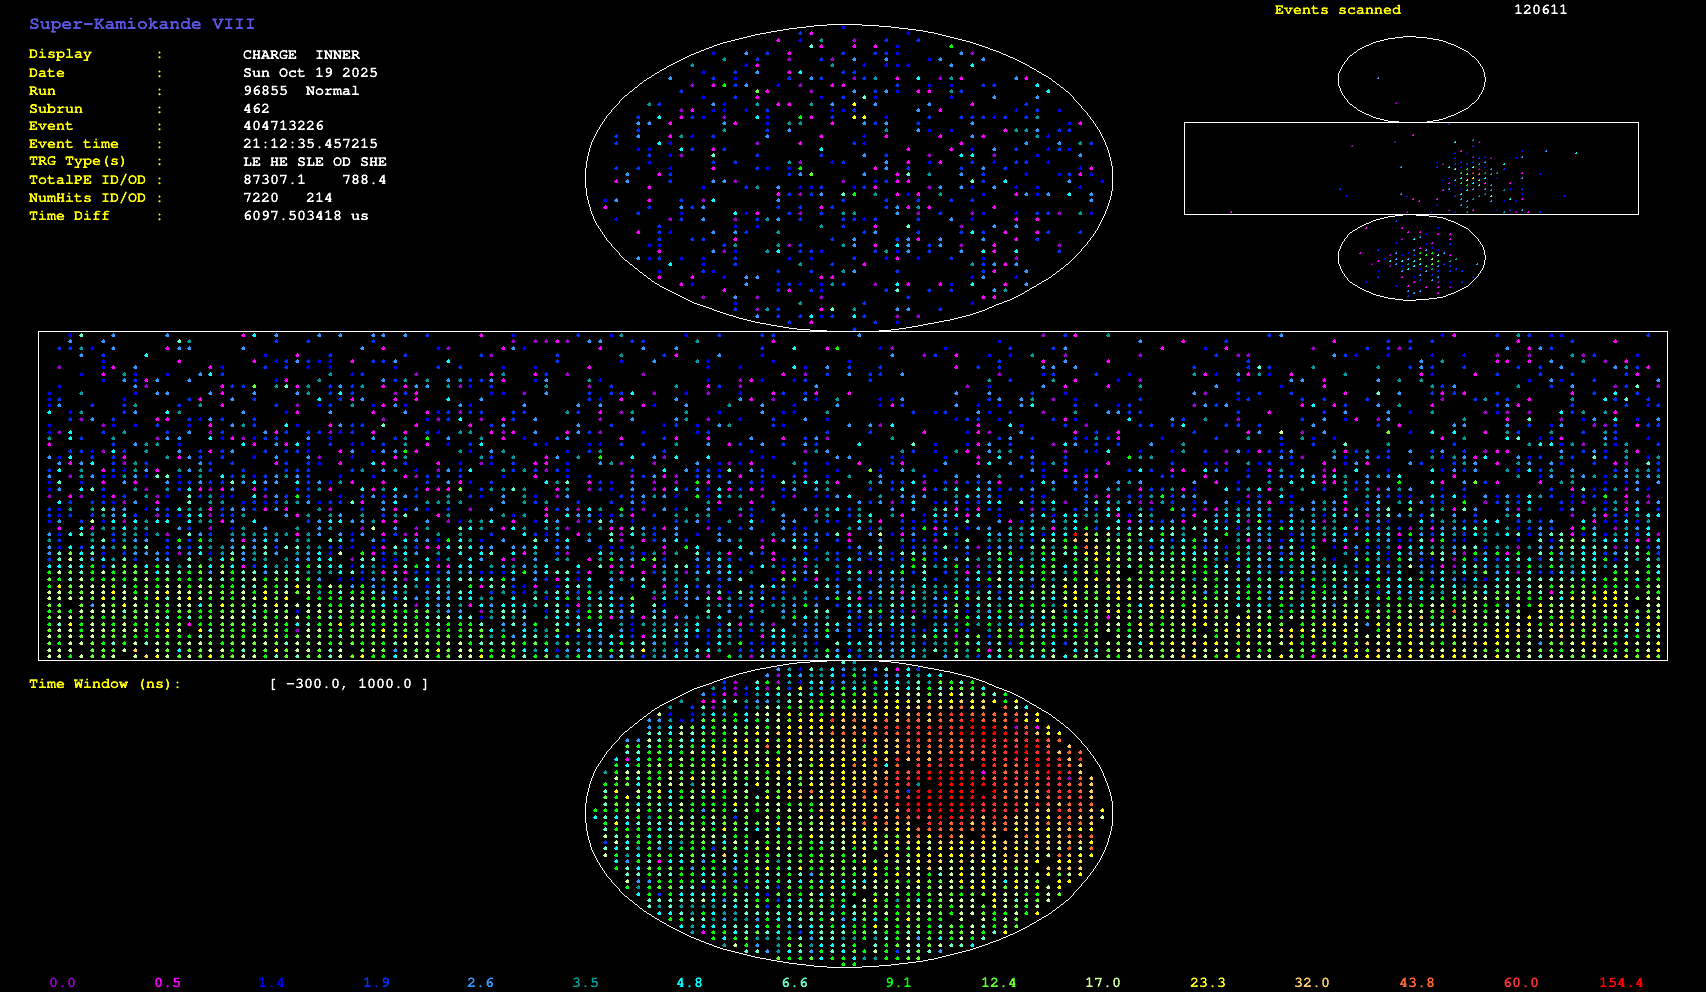 Super-Kamiokande VIII
Events scanned 120611
Display : CHARGE INNER
Date : Sun Oct 19 2025
Run : 96855 Normal
Subrun : 462
Event : 404713226
Event time : 21:12:35.457215
TRG Type(s) : LE HE SLE OD SHE
TotalPE ID/OD : 87307.1 788.4
NumHits ID/OD : 7220 214
Time Diff : 6097.503418 us
Time Window (ns): [ -300.0, 1000.0 ]
0.0 0.5 1.4 1.9 2.6 3.5 4.8 6.6 9.1 12.4 17.0 23.3 32.0 43.8 60.0 154.4